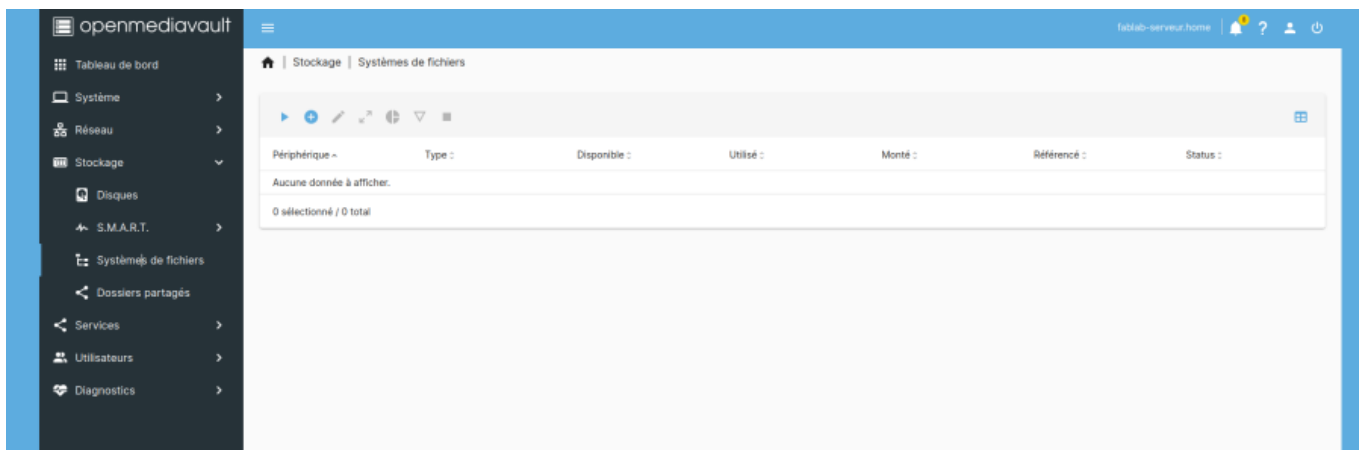 openmediavault
fablab-serveur.home
Tableau de bord
Système
Réseau
Stockage
Disques
S.M.A.R.T.
Systèmes de fichiers
Dossiers partagés
Services
Utilisateurs
Diagnostics
Stockage | Systèmes de fichiers
Périphérique Type Disponible Utilisé Monté Référencé Status
Aucune donnée à afficher.
0 sélectionné / 0 total